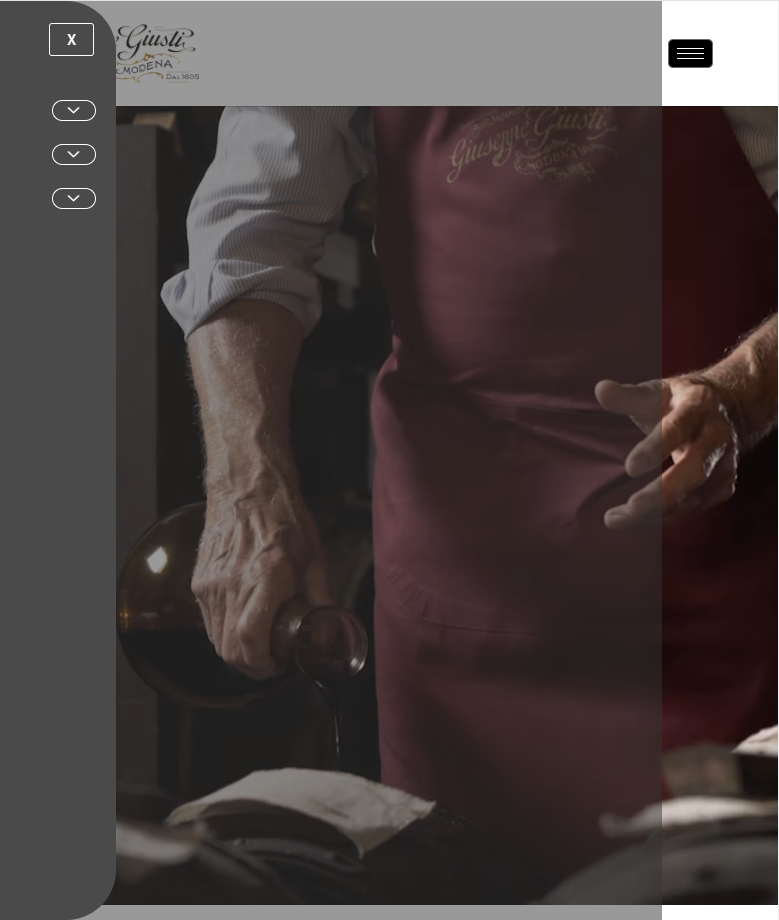 X
Giusti
MODENA
DAL 1605
Giuseppe Giusti
MODENA